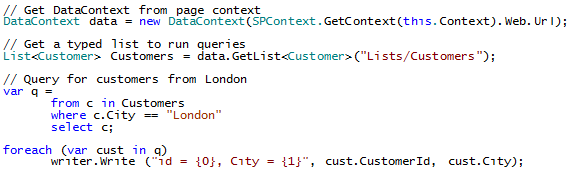 // Get DataContext from page context
DataContext data = new DataContext(SPContext.GetContext(this.Context).Web.Url);
// Get a typed list to run queries
List<Customer> Customers = data.GetList<Customer>("Lists/Customers");
// Query for customers from London
var q =
from c in Customers
where c.City == "London"
select c;
foreach (var cust in q)
writer.Write ("id = {0}, City = {1}", cust.CustomerId, cust.City);